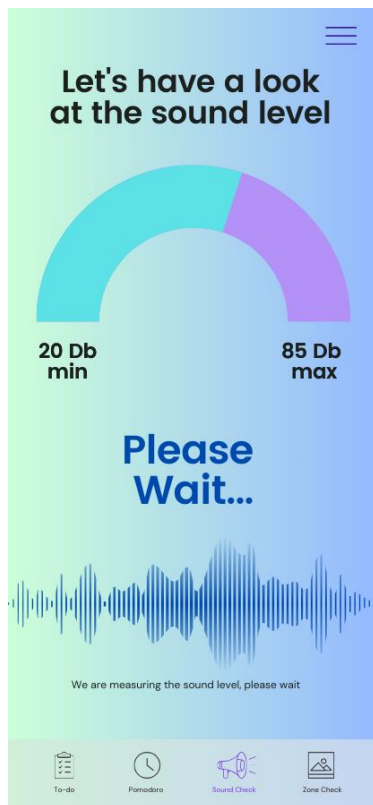 Let's have a look
at the sound level
20 Db
min
85 Db
max
Please
Wait...
We are measuring the sound level, please wait
To-do
Pomodoro
Sound Check
Zone Check